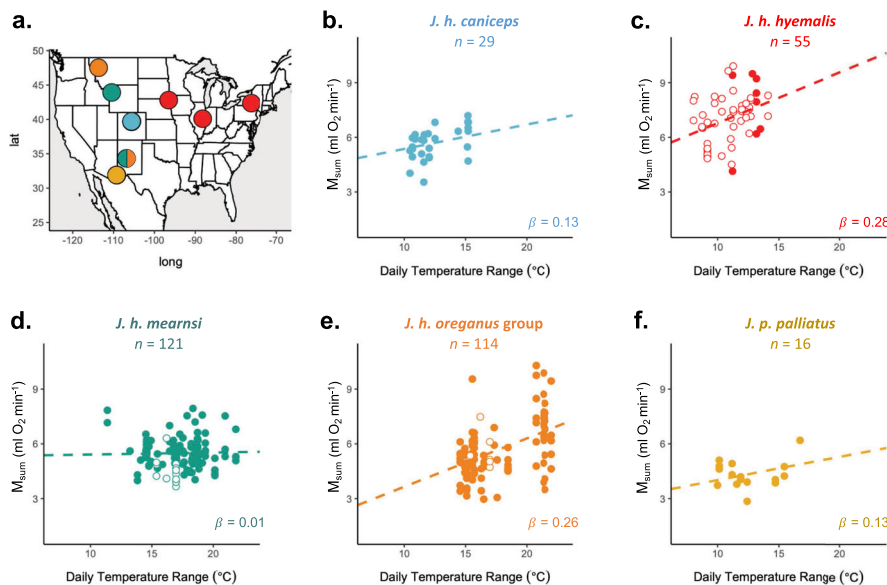 a.
50
45
40
35
30
25
lat
-120
-110
-100
-90
-80
-70
long
b.
J. h. caniceps
n = 29
9
6
3
Msum (ml O2 min-1)
β = 0.13
10
15
20
Daily Temperature Range (°C)
c.
J. h. hyemalis
n = 55
9
6
3
Msum (ml O2 min-1)
β = 0.28
10
15
20
Daily Temperature Range (°C)
d.
J. h. mearnsi
n = 121
9
6
3
Msum (ml O2 min-1)
β = 0.01
10
15
20
Daily Temperature Range (°C)
e.
J. h. oreganus group
n = 114
9
6
3
Msum (ml O2 min-1)
β = 0.26
10
15
20
Daily Temperature Range (°C)
f.
J. p. palliatus
n = 16
9
6
3
Msum (ml O2 min-1)
β = 0.13
10
15
20
Daily Temperature Range (°C)